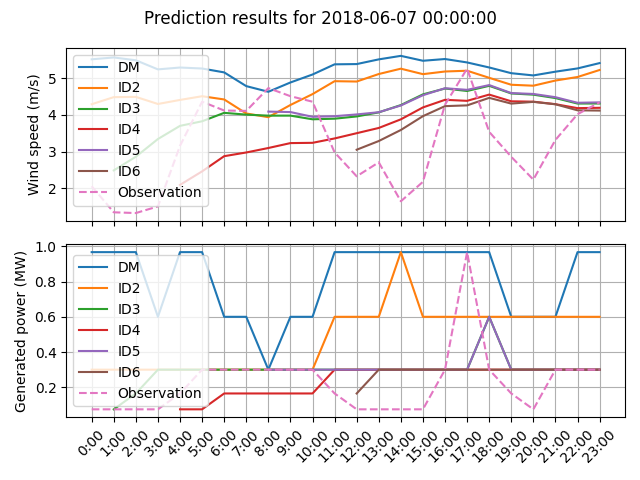 Prediction results for 2018-06-07 00:00:00
Wind speed (m/s)
5
4
3
2
DM
ID2
ID3
ID4
ID5
ID6
Observation
Generated power (MW)
1.0
0.8
0.6
0.4
0.2
DM
ID2
ID3
ID4
ID5
ID6
Observation
0:00
1:00
2:00
3:00
4:00
5:00
6:00
7:00
8:00
9:00
10:00
11:00
12:00
13:00
14:00
15:00
16:00
17:00
18:00
19:00
20:00
21:00
22:00
23:00